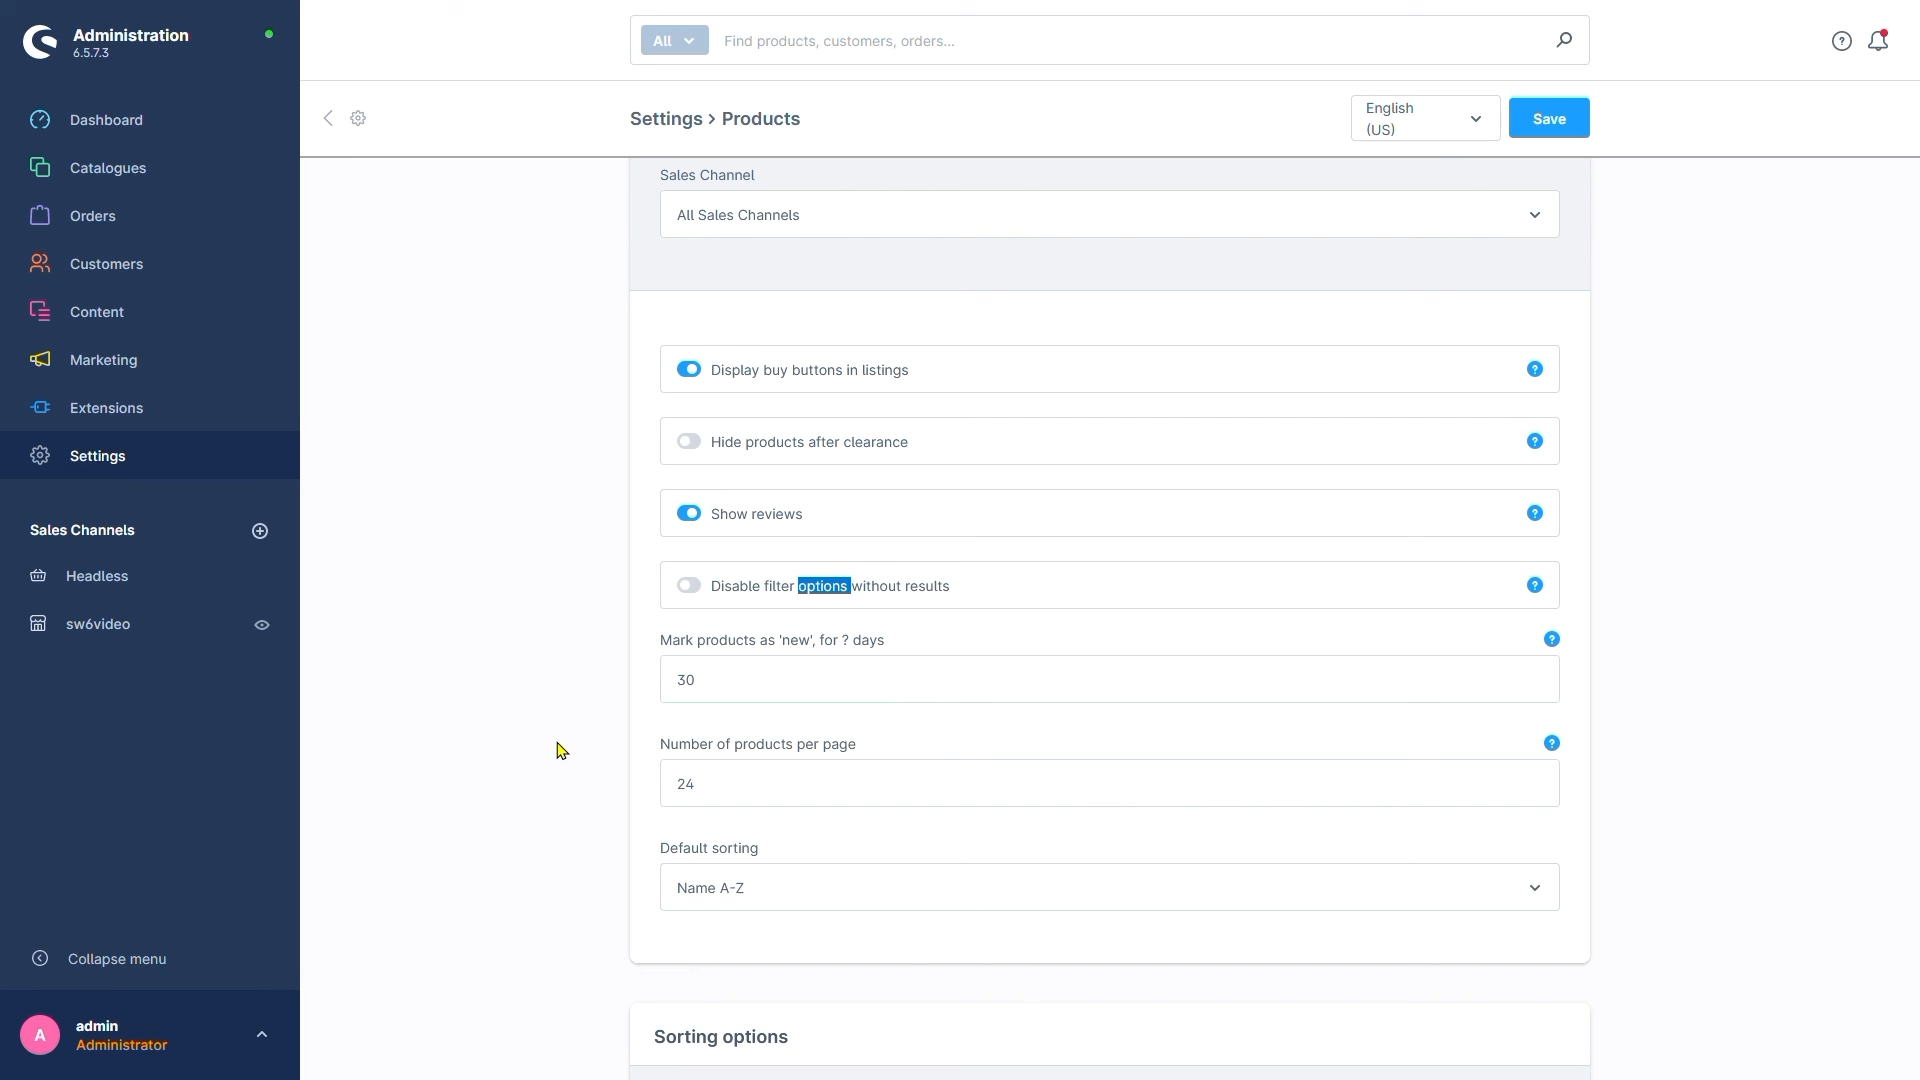 Administration
6.5.7.3
All
Find products, customers, orders...
Settings > Products
English
(US)
Save
Dashboard
Catalogues
Orders
Customers
Content
Marketing
Extensions
Settings
Sales Channels
Headless
sw6video
Collapse menu
A
admin
Administrator
Sales Channel
All Sales Channels
Display buy buttons in listings
?
Hide products after clearance
?
Show reviews
?
Disable filter options without results
?
Mark products as 'new', for ? days
?
30
Number of products per page
?
24
Default sorting
Name A-Z
Sorting options